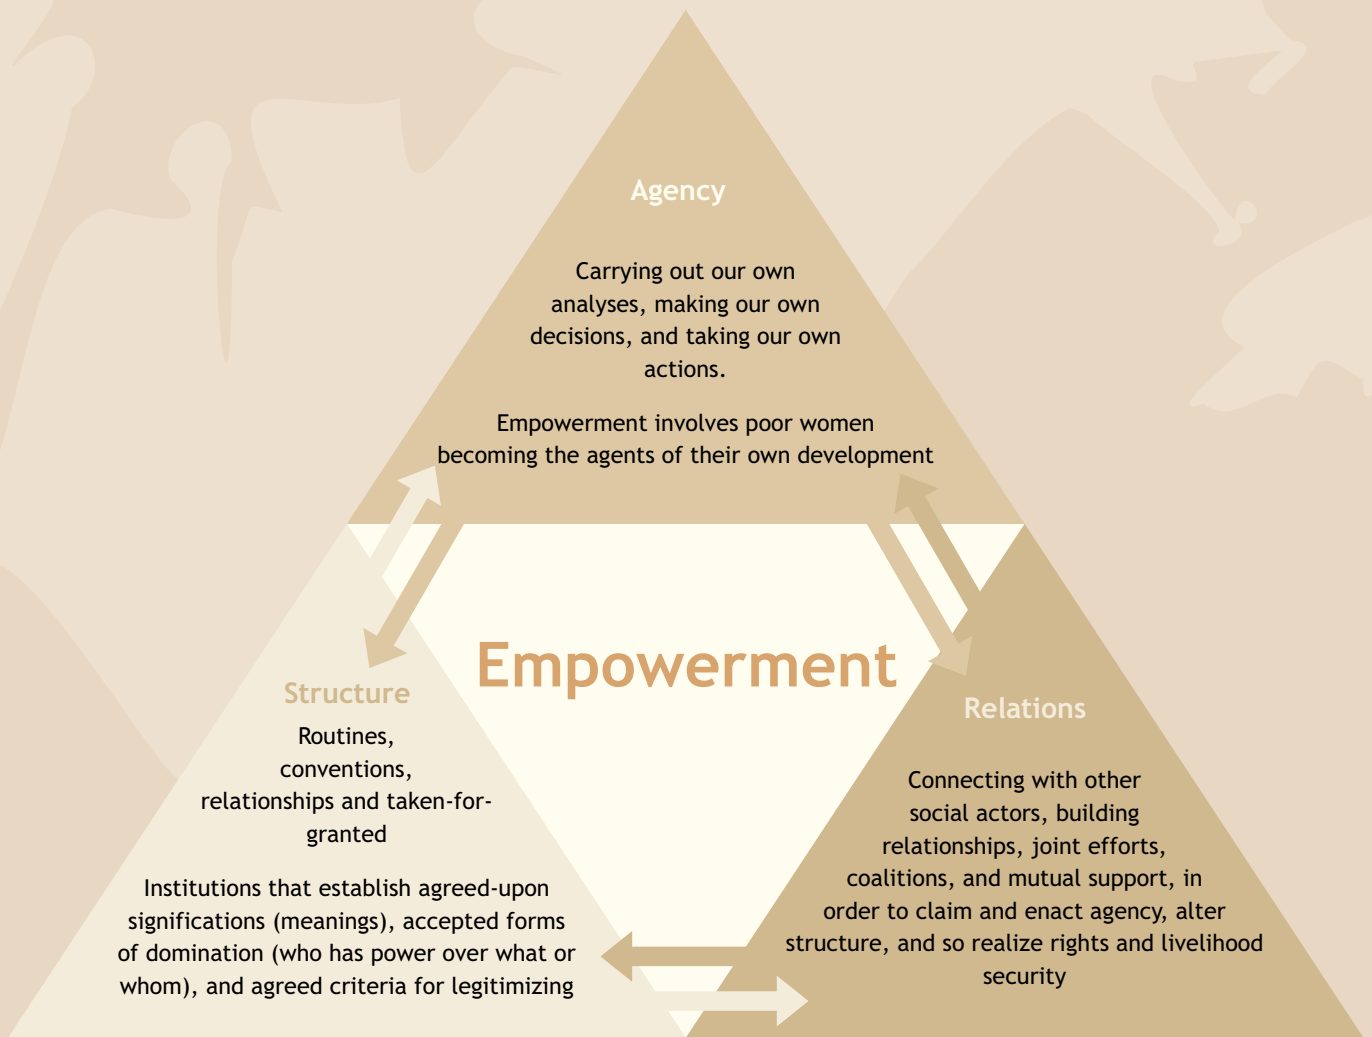 Agency
Carrying out our own
analyses, making our own
decisions, and taking our own
actions.
Empowerment involves poor women
becoming the agents of their own development
Empowerment
Structure
Routines,
conventions,
relationships and taken-for-
granted
Institutions that establish agreed-upon
significations (meanings), accepted forms
of domination (who has power over what or
whom), and agreed criteria for legitimizing
Relations
Connecting with other
social actors, building
relationships, joint efforts,
coalitions, and mutual support, in
order to claim and enact agency, alter
structure, and so realize rights and livelihood
security